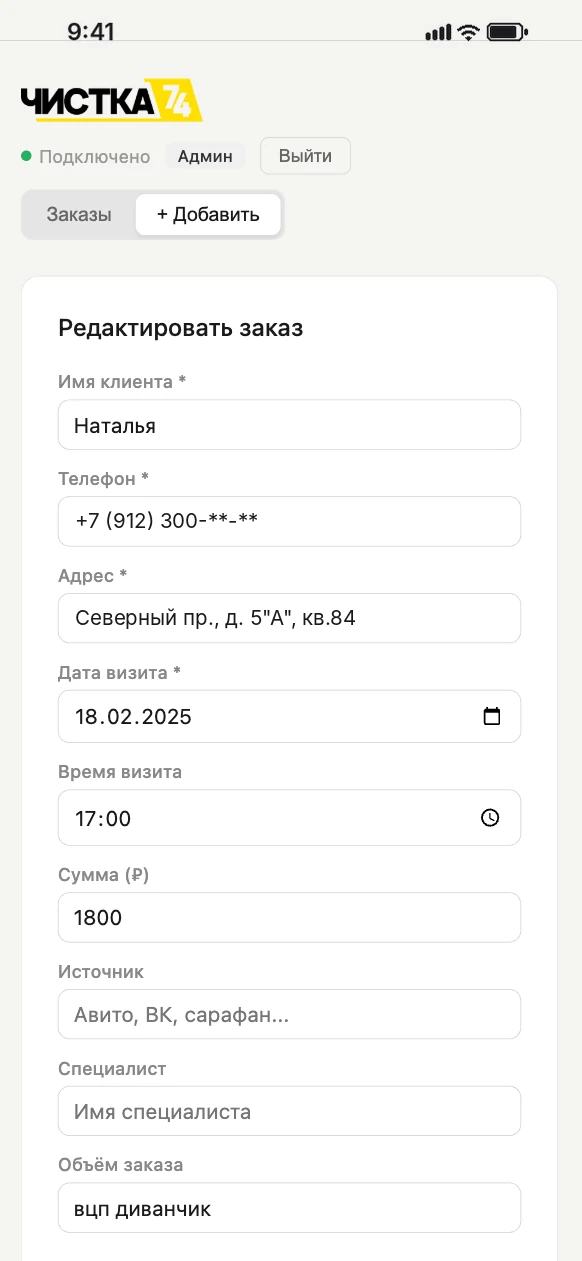 9:41
ЧИСТКА 74
Подключено Админ Выйти
Заказы + Добавить
Редактировать заказ
Имя клиента *
Наталья
Телефон *
+7 (912) 300-**-**
Адрес *
Северный пр., д. 5"А", кв.84
Дата визита *
18.02.2025
Время визита
17:00
Сумма (₽)
1800
Источник
Авито, ВК, сарафан...
Специалист
Имя специалиста
Объём заказа
вцп диванчик